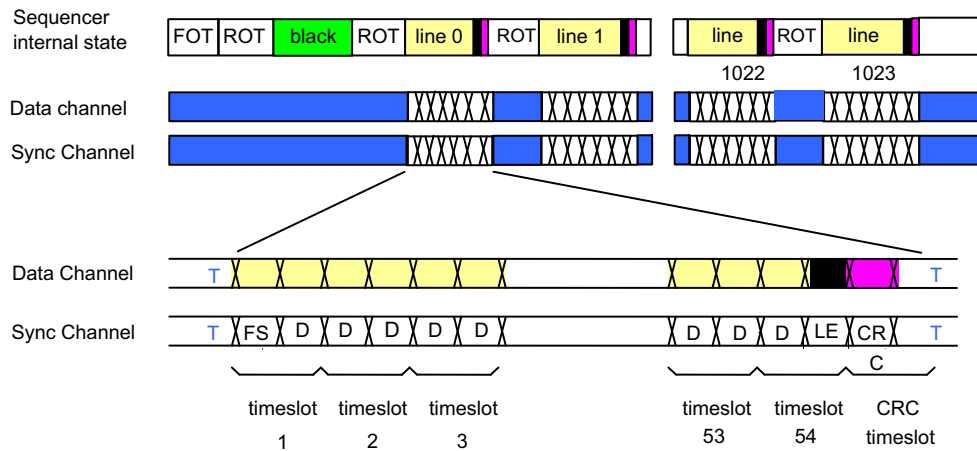 Sequencer
internal state
FOT ROT black ROT line 0 ROT line 1 line ROT line
1022 1023
Data channel
Sync Channel
Data Channel T T
Sync Channel T FS D D D D D D D D LE CR T
C
timeslot timeslot timeslot timeslot timeslot CRC
1 2 3 53 54 timeslot